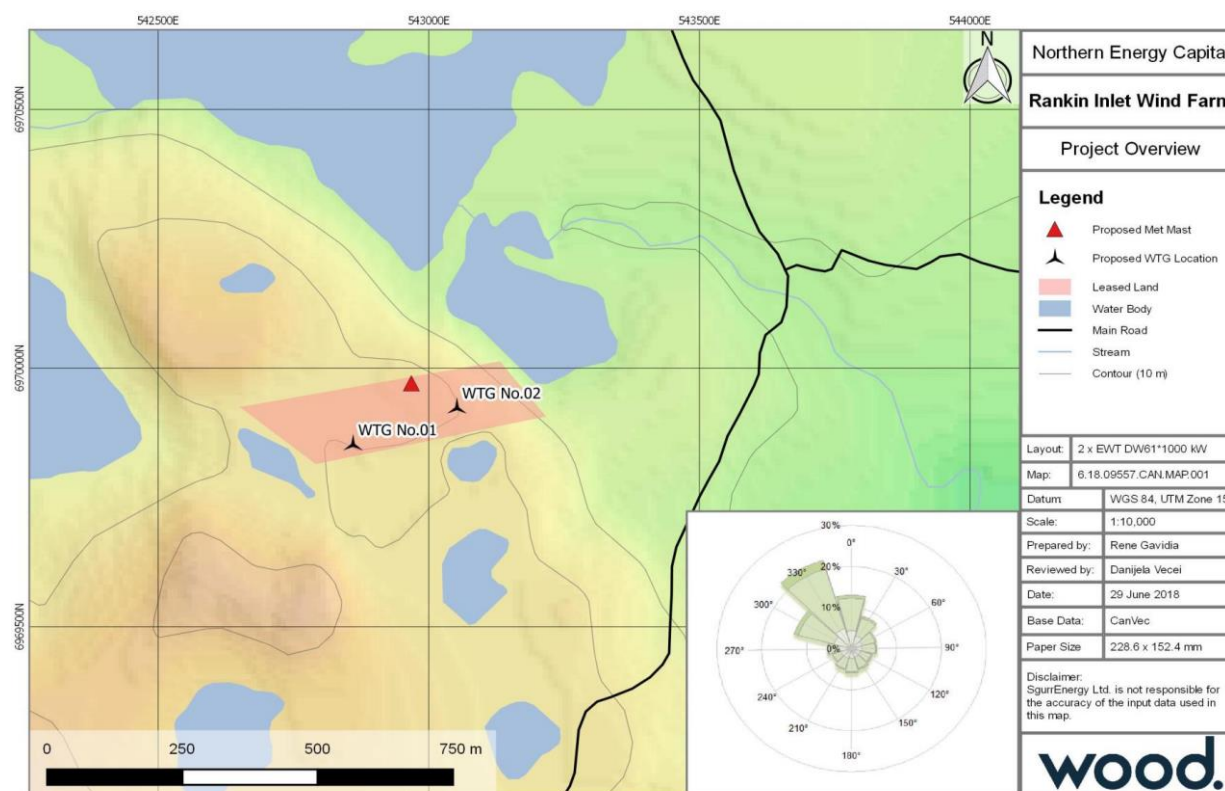 542500E
543000E
543500E
544000E
6970500N
6970000N
6969500N
N
WTG No.02
WTG No.01
0
250
500
750 m
30%
0°
20%
330°
30°
10%
300°
60°
0%
270°
90°
240°
120°
210°
150°
180°
Northern Energy Capita
Rankin Inlet Wind Farn
Project Overview
Legend
Proposed Met Mast
Proposed WTG Location
Leased Land
Water Body
Main Road
Stream
Contour (10 m)
Layout: 2 x EWT DW61*1000 kW
Map: 6.18.09557.CAN.MAP.001
Datum: WGS 84, UTM Zone 15
Scale: 1:10,000
Prepared by: Rene Gavidia
Reviewed by: Danijela Vecei
Date: 29 June 2018
Base Data: CanVec
Paper Size 228.6 x 152.4 mm
Disclaimer:
SgurrEnergy Ltd. is not responsible for
the accuracy of the input data used in
this map.
wood.